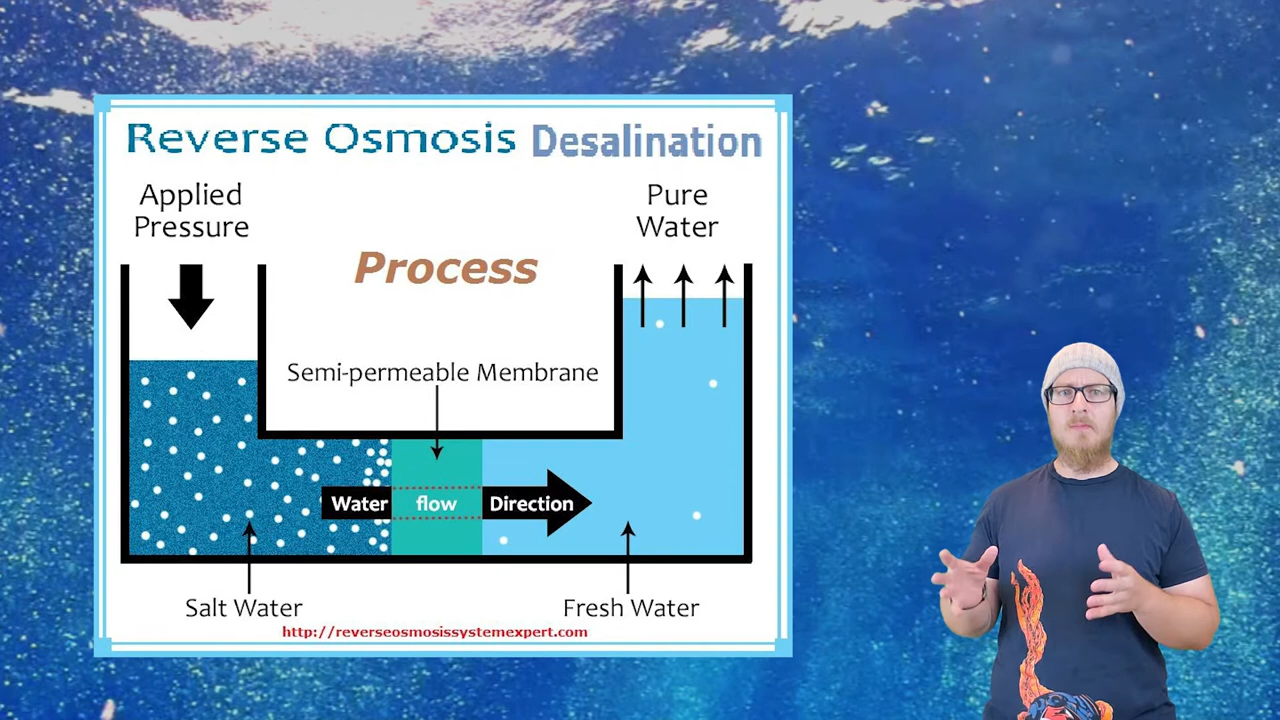 Reverse Osmosis Desalination
Applied
Pressure
Pure
Water
Process
Semi-permeable Membrane
Water flow Direction
Salt Water
Fresh Water
http://reverseosmosissystemexpert.com